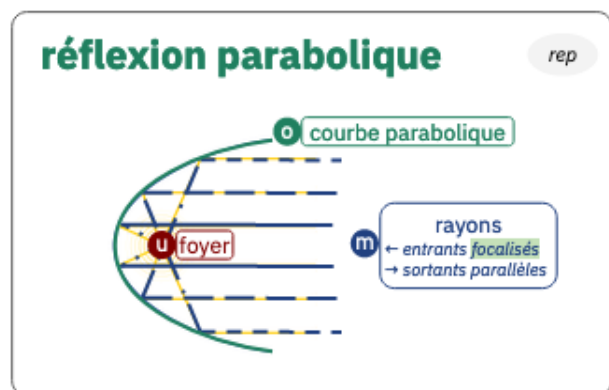 réflexion parabolique
rep
o courbe parabolique
u foyer
m rayons
← entrants focalisés
→ sortants parallèles